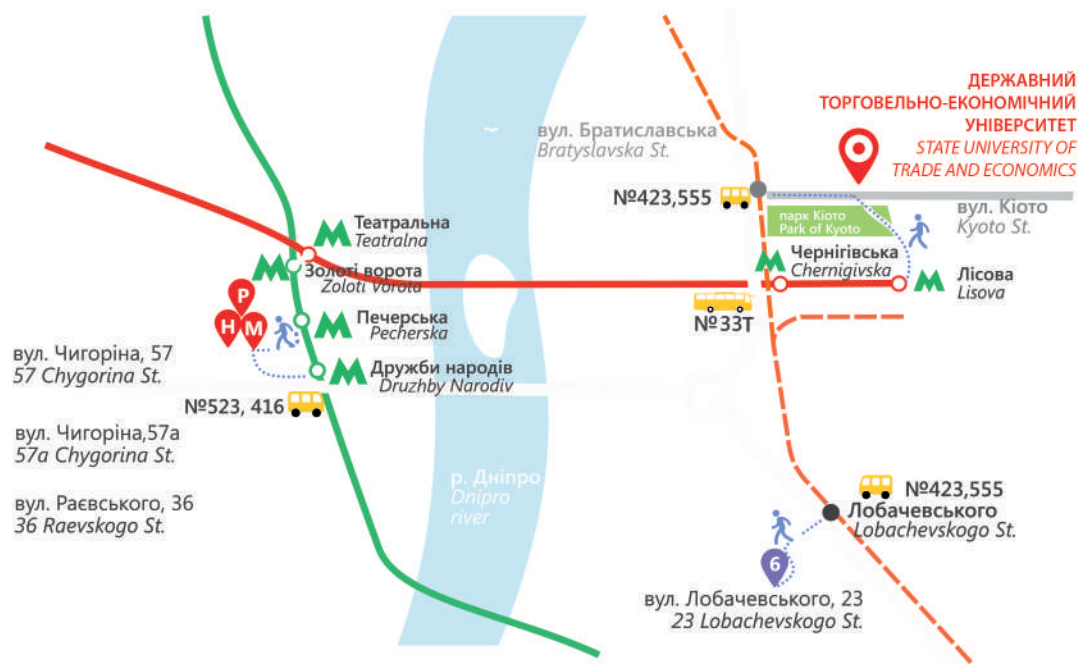 ДЕРЖАВНИЙ
ТОРГОВЕЛЬНО-ЕКОНОМІЧНИЙ
УНІВЕРСИТЕТ
STATE UNIVERSITY OF
TRADE AND ECONOMICS
вул. Братиславська
Bratyslavska St.
№423,555
парк Кіото
Park of Kyoto
вул. Кіото
Kyoto St.
Театральна
Teatralna
Золоті ворота
Zoloti Vorota
Чернігівська
Chernigivska
Лісова
Lisova
Р
Н
М
№33Т
Печерська
Pecherska
вул. Чигоріна, 57
57 Chygorina St.
Дружби народів
Druzhby Narodiv
№523, 416
вул. Чигоріна,57а
57a Chygorina St.
р. Дніпро
Dnipro
river
№423,555
вул. Раєвського, 36
36 Raevskogo St.
Лобачевського
Lobachevskogo St.
6
вул. Лобачевського, 23
23 Lobachevskogo St.